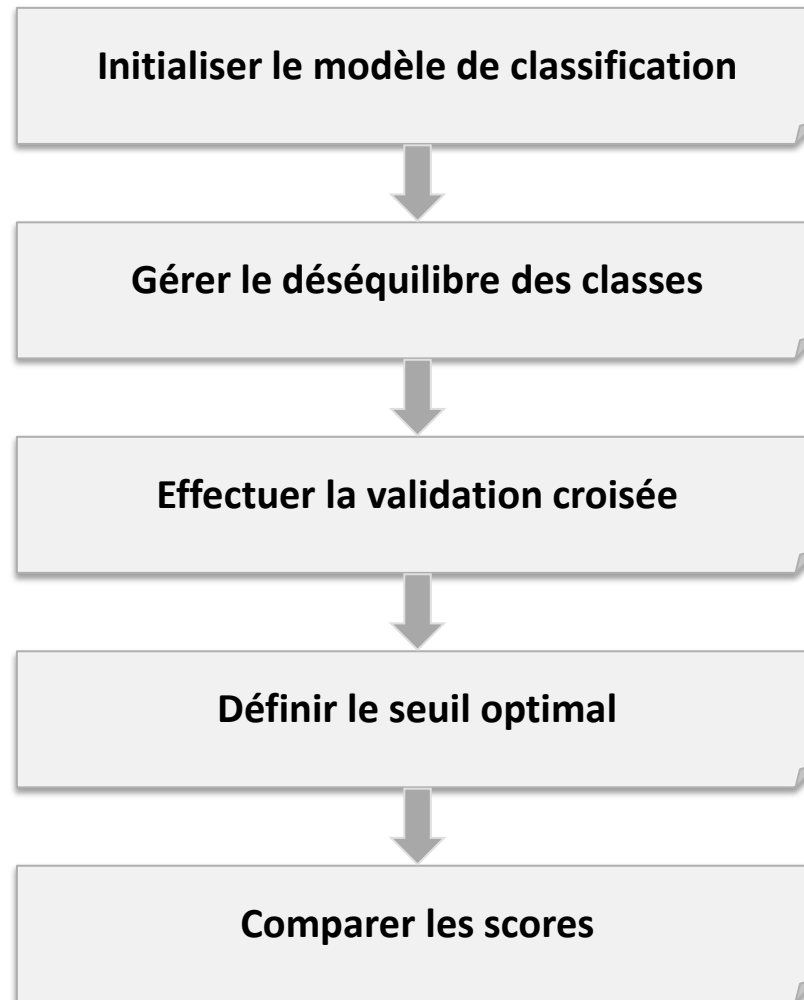 Initialiser le modèle de classification
Gérer le déséquilibre des classes
Effectuer la validation croisée
Définir le seuil optimal
Comparer les scores